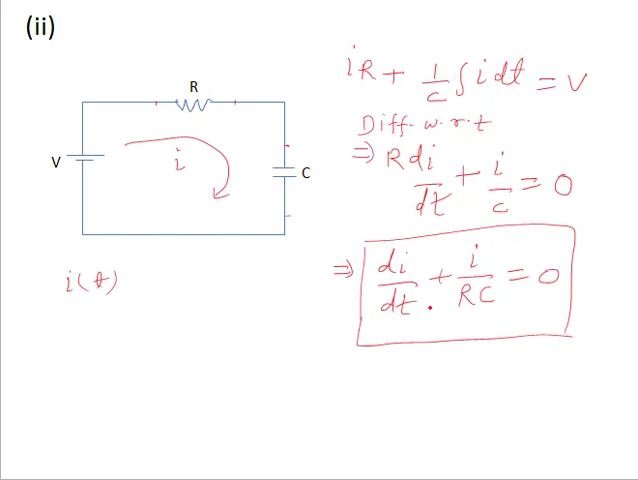 (ii)
R
V
C
i
i(t)
iR + 1/c ∫ i dt = V
Diff. w.r.t
⇒ R di/dt + i/c = 0
⇒ di/dt + i/RC = 0